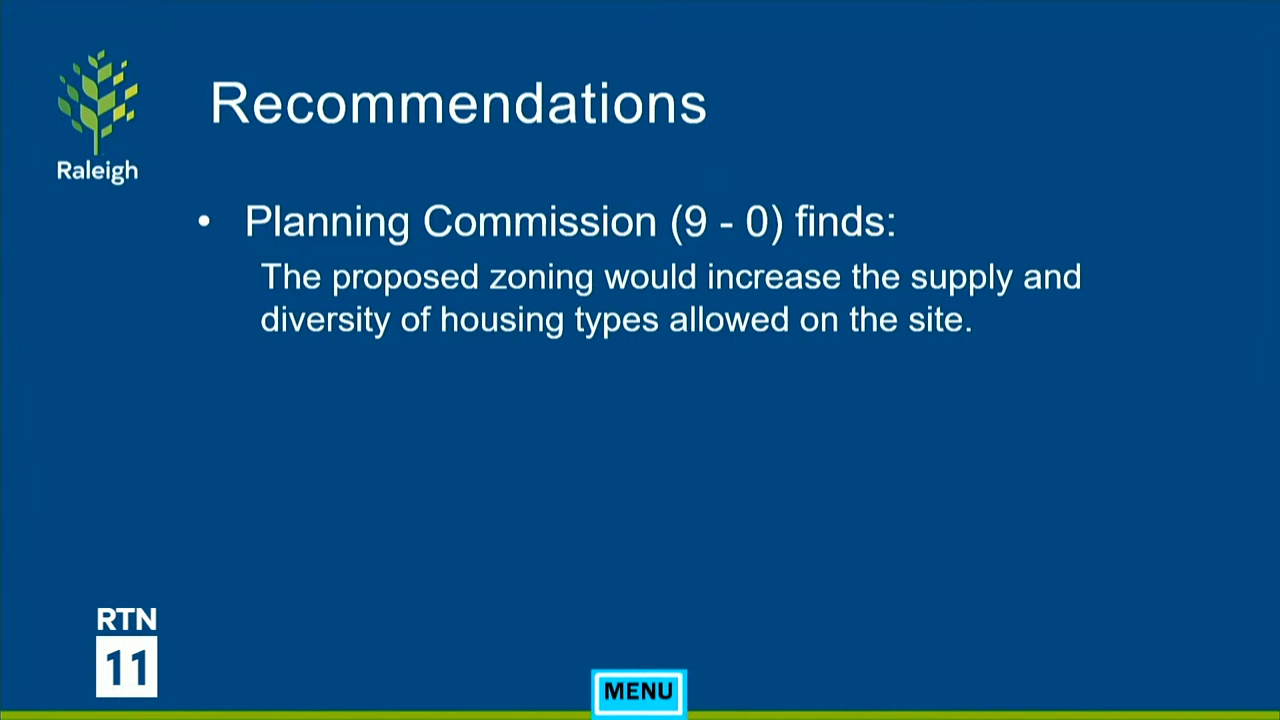 Recommendations
Raleigh
• Planning Commission (9 - 0) finds:
The proposed zoning would increase the supply and
diversity of housing types allowed on the site.
RTN
11
MENU